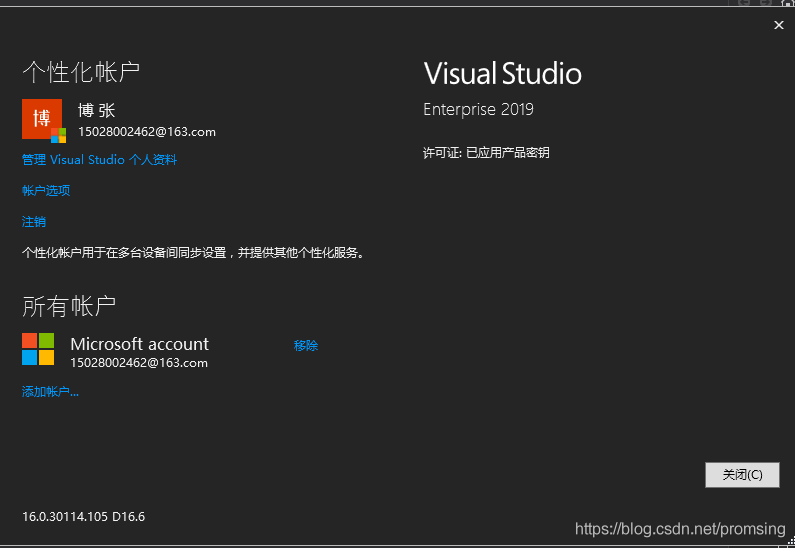 个性化帐户
博
博 张
15028002462@163.com
管理 Visual Studio 个人资料
帐户选项
注销
个性化帐户用于在多台设备间同步设置，并提供其他个性化服务。
所有帐户
Microsoft account
移除
15028002462@163.com
添加帐户...
Visual Studio
Enterprise 2019
许可证: 已应用产品密钥
关闭(C)
16.0.30114.105 D16.6
https://blog.csdn.net/promsing